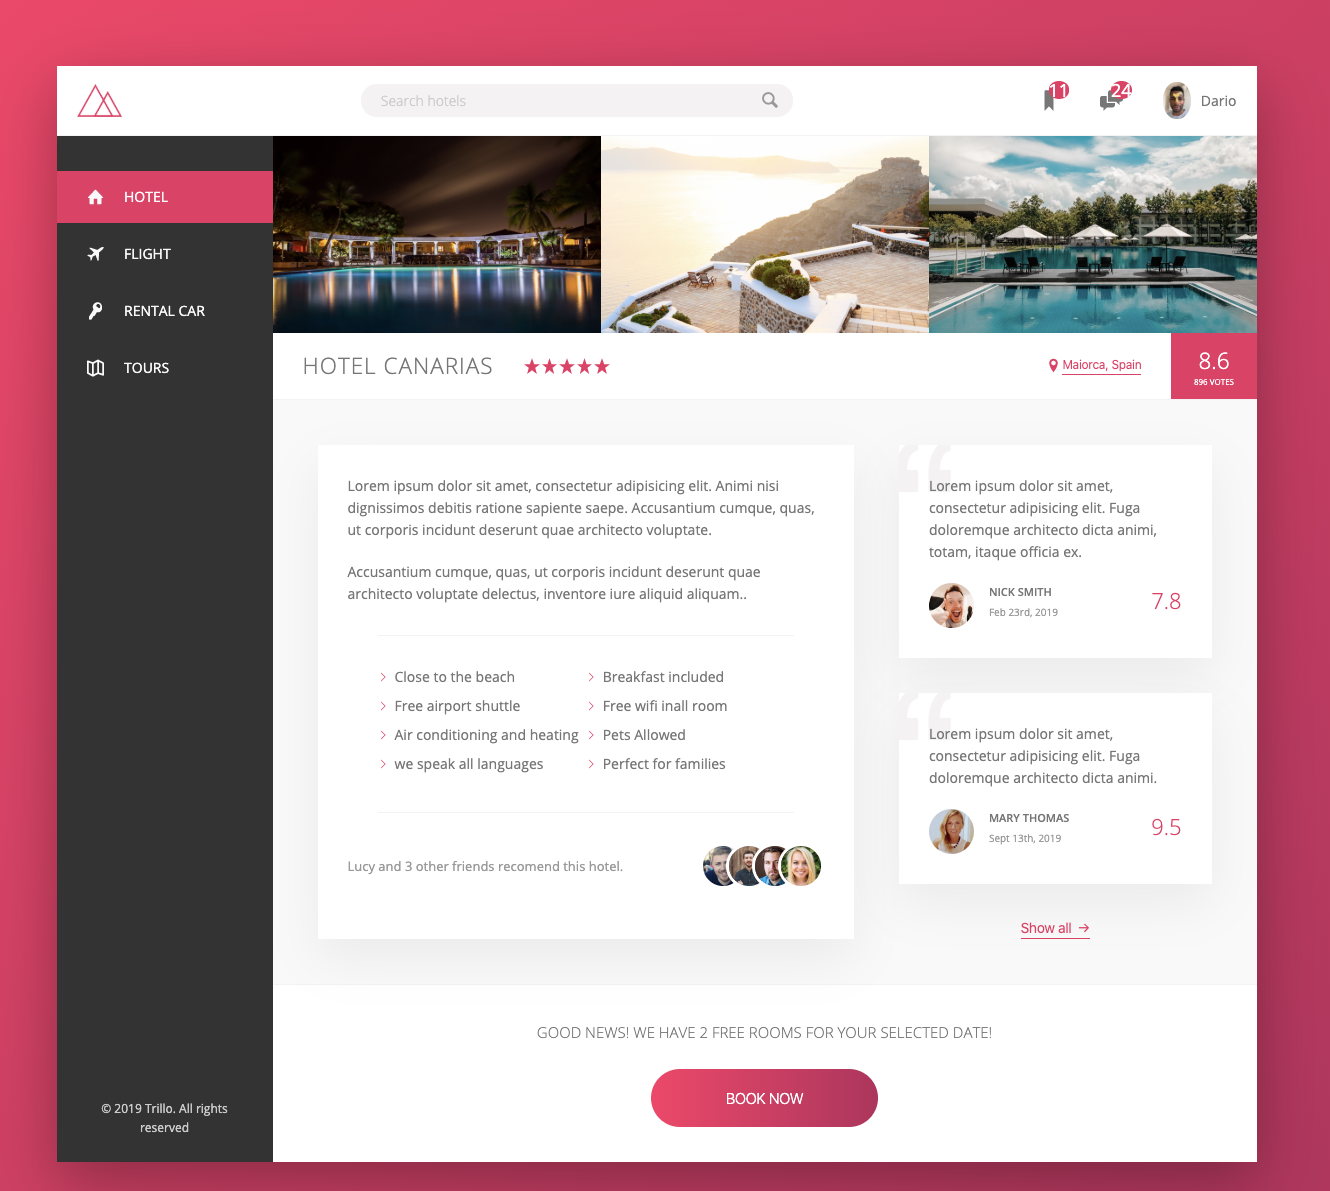 Search hotels
11
24
Dario
HOTEL
FLIGHT
RENTAL CAR
TOURS
© 2019 Trillo. All rights
reserved
HOTEL CANARIAS
Maiorca, Spain
8.6
896 VOTES
Lorem ipsum dolor sit amet, consectetur adipisicing elit. Animi nisi
dignissimos debitis ratione sapiente saepe. Accusantium cumque, quas,
ut corporis incidunt deserunt quae architecto voluptate.
Accusantium cumque, quas, ut corporis incidunt deserunt quae
architecto voluptate delectus, inventore iure aliquid aliquam..
Close to the beach
Breakfast included
Free airport shuttle
Free wifi inall room
Air conditioning and heating
Pets Allowed
we speak all languages
Perfect for families
Lucy and 3 other friends recomend this hotel.
“
Lorem ipsum dolor sit amet,
consectetur adipisicing elit. Fuga
doloremque architecto dicta animi,
totam, itaque officia ex.
NICK SMITH
Feb 23rd, 2019
7.8
“
Lorem ipsum dolor sit amet,
consectetur adipisicing elit. Fuga
doloremque architecto dicta animi.
MARY THOMAS
Sept 13th, 2019
9.5
Show all →
GOOD NEWS! WE HAVE 2 FREE ROOMS FOR YOUR SELECTED DATE!
BOOK NOW